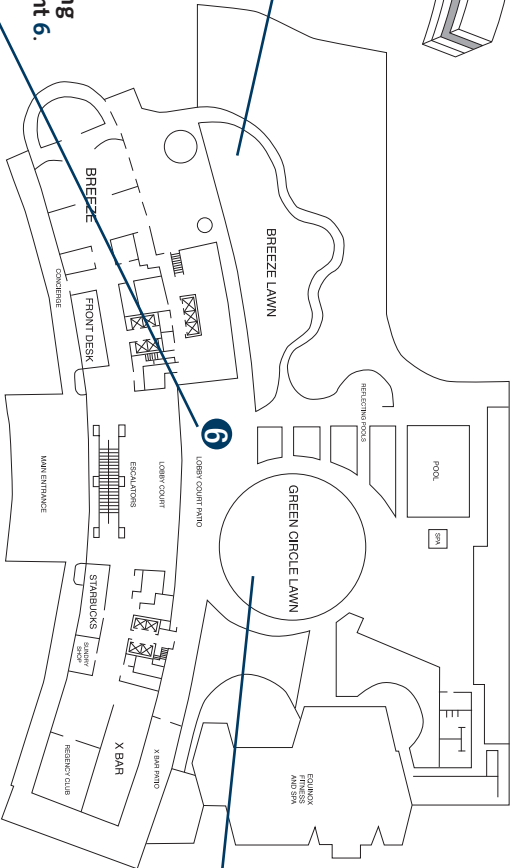 ng
nt 6.
BREEZE
BREEZE LAWN
CONCIERGE
FRONT DESK
6
REFLECTING POOLS
POOL
SPA
MAIN ENTRANCE
ESCALATORS
LOBBY COURT
LOBBY COURT PATIO
GREEN CIRCLE LAWN
STARBUCKS
SUNDRY
SHOP
X BAR
X BAR PATIO
REGENCY CLUB
EQUINOX
FITNESS
AND SPA